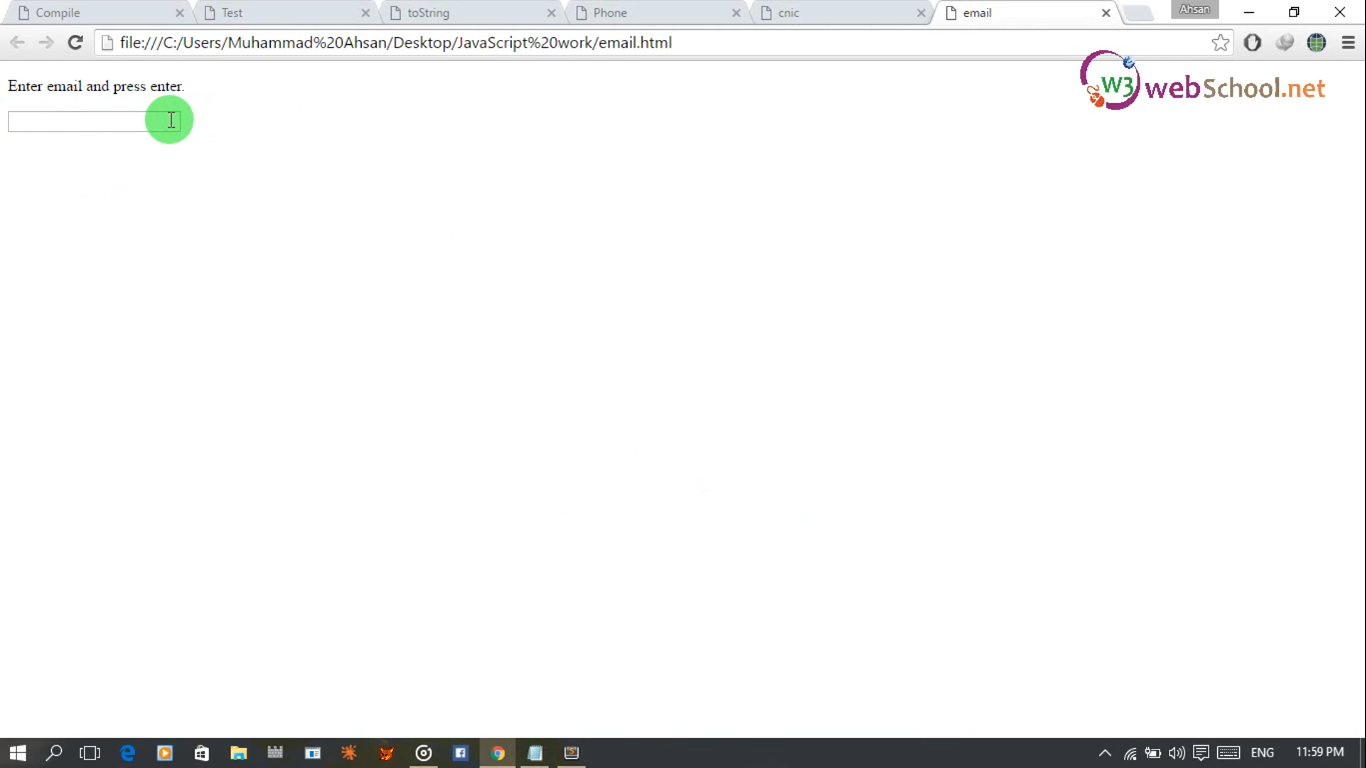 Compile
Test
toString
Phone
cnic
email
Ahsan
file:///C:/Users/Muhammad%20Ahsan/Desktop/JavaScript%20work/email.html
Enter email and press enter.
W3 webSchool.net
ENG
11:59 PM